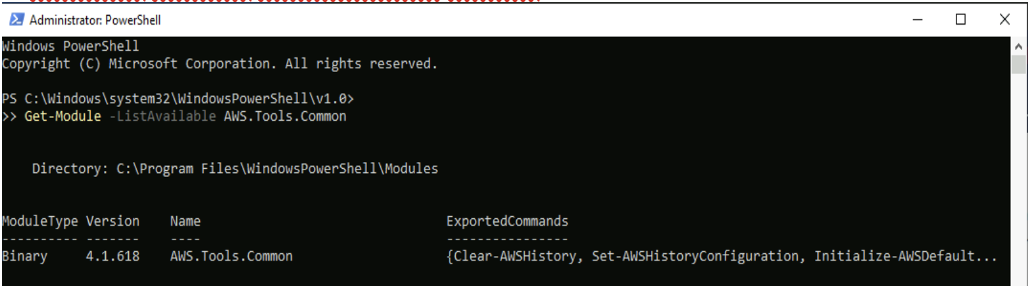 Administrator: PowerShell
Windows PowerShell
Copyright (C) Microsoft Corporation. All rights reserved.
PS C:\Windows\system32\WindowsPowerShell\v1.0>
>> Get-Module -ListAvailable AWS.Tools.Common
Directory: C:\Program Files\WindowsPowerShell\Modules
ModuleType Version    Name                ExportedCommands
---------- -------    ----                ----------------
Binary     4.1.618    AWS.Tools.Common    {Clear-AWSHistory, Set-AWSHistoryConfiguration, Initialize-AWSDefault...